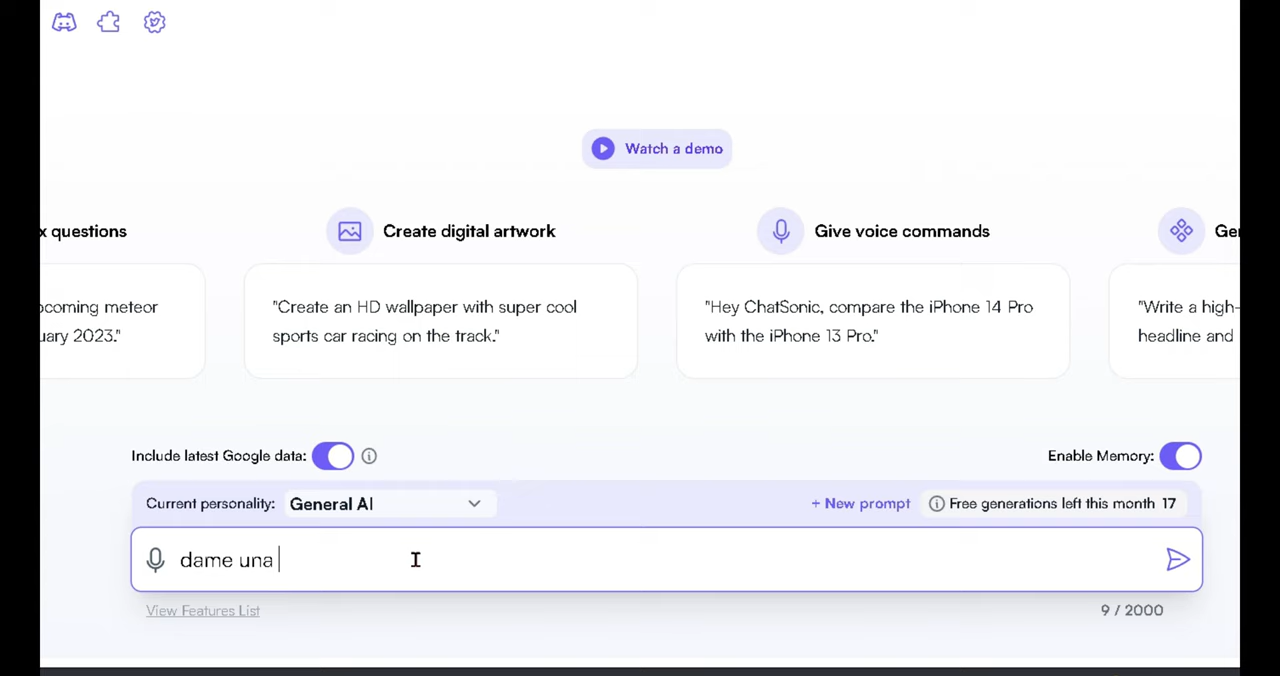 Watch a demo
x questions
Create digital artwork
Give voice commands
Ge
pcoming meteor
uary 2023."
"Create an HD wallpaper with super cool
sports car racing on the track."
"Hey ChatSonic, compare the iPhone 14 Pro
with the iPhone 13 Pro."
"Write a high-
headline and
Include latest Google data:
Enable Memory:
Current personality: General AI
+ New prompt
Free generations left this month 17
dame una
View Features List
9 / 2000